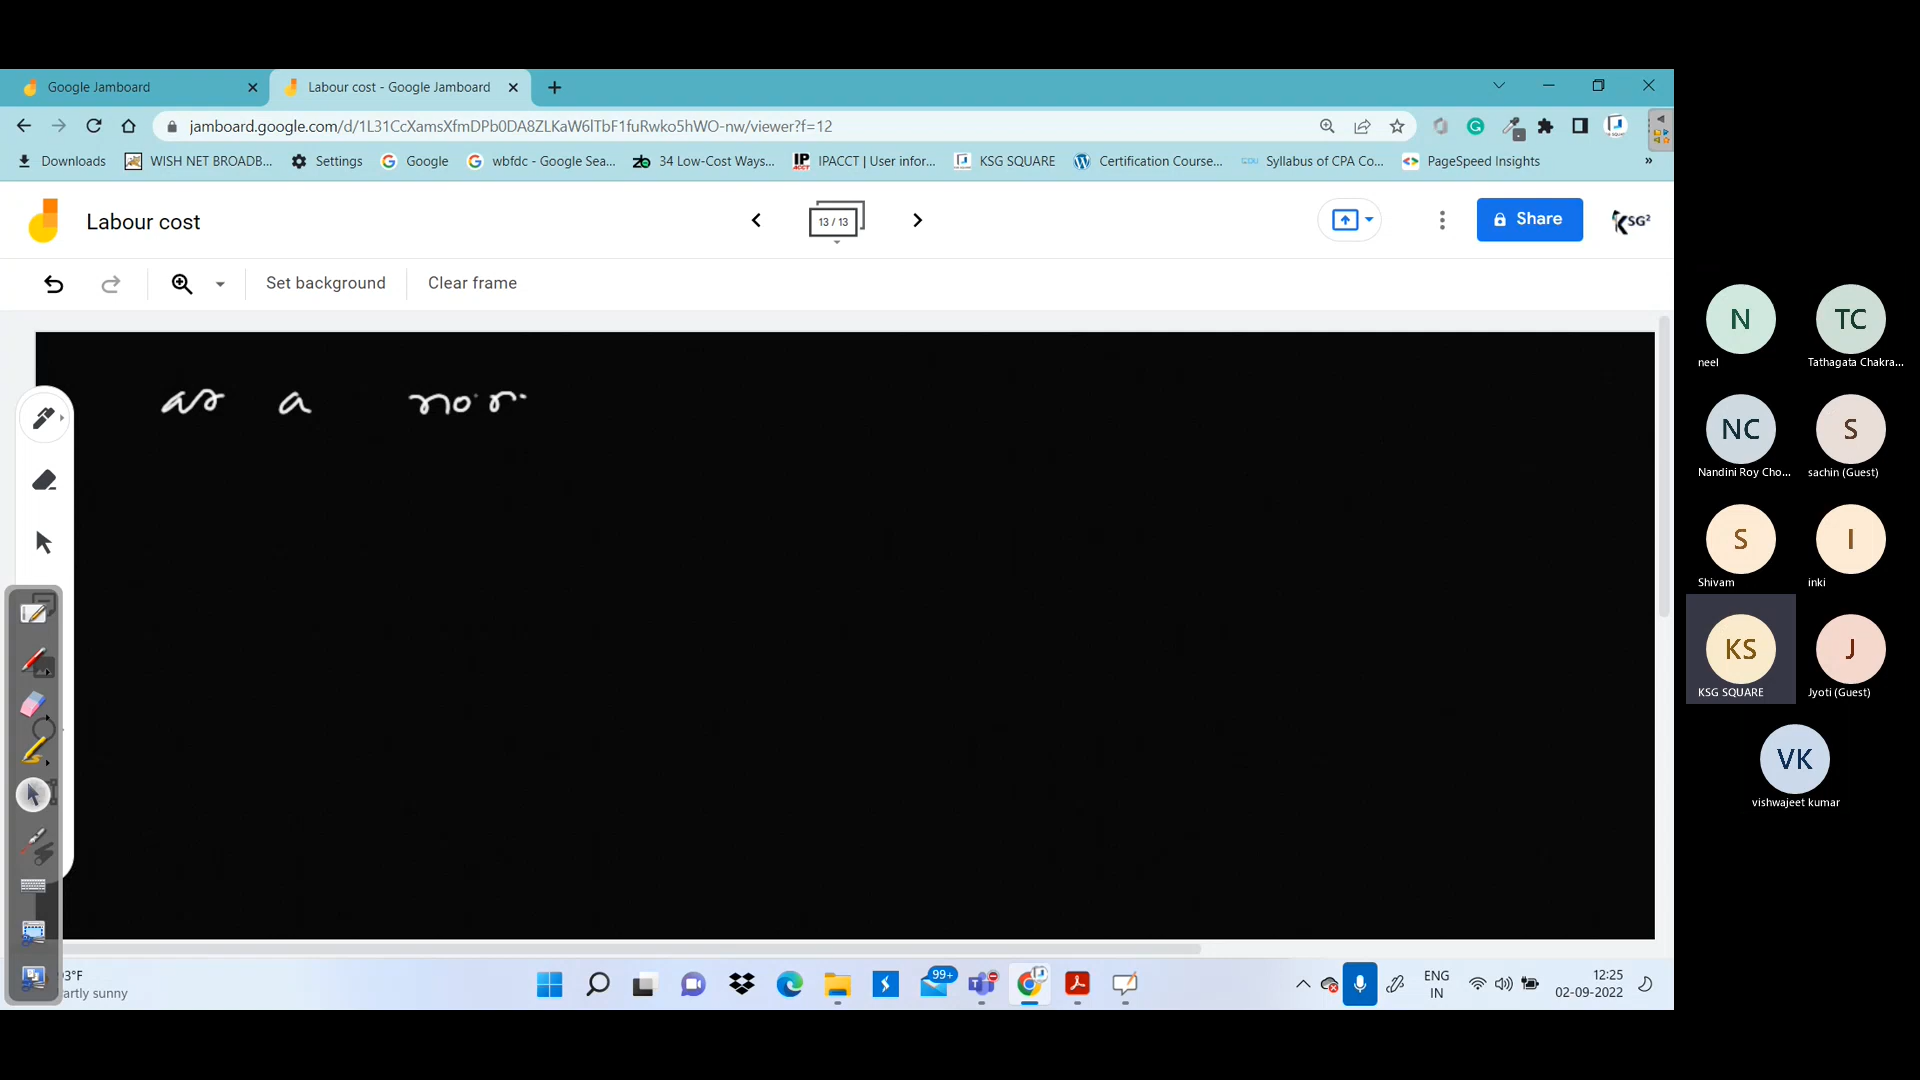 Google Jamboard
Labour cost - Google Jamboard
jamboard.google.com/d/1L31CcXamsXfmDPb0DA8ZLKaW6lTbF1fuRwko5hWO-nw/viewer?f=12
Downloads WISH NET BROADB... Settings Google wbfdc - Google Sea... 34 Low-Cost Ways... IPACCT | User infor... KSG SQUARE Certification Course... Syllabus of CPA Co... PageSpeed Insights »
Labour cost
13 / 13
Share
KSG²
Set background Clear frame
as a nor
N
neel
TC
Tathagata Chakra...
NC
Nandini Roy Cho...
S
sachin (Guest)
S
Shivam
I
inki
KS
KSG SQUARE
J
Jyoti (Guest)
VK
vishwajeet kumar
93°F
artly sunny
99+
ENG
IN
12:25
02-09-2022